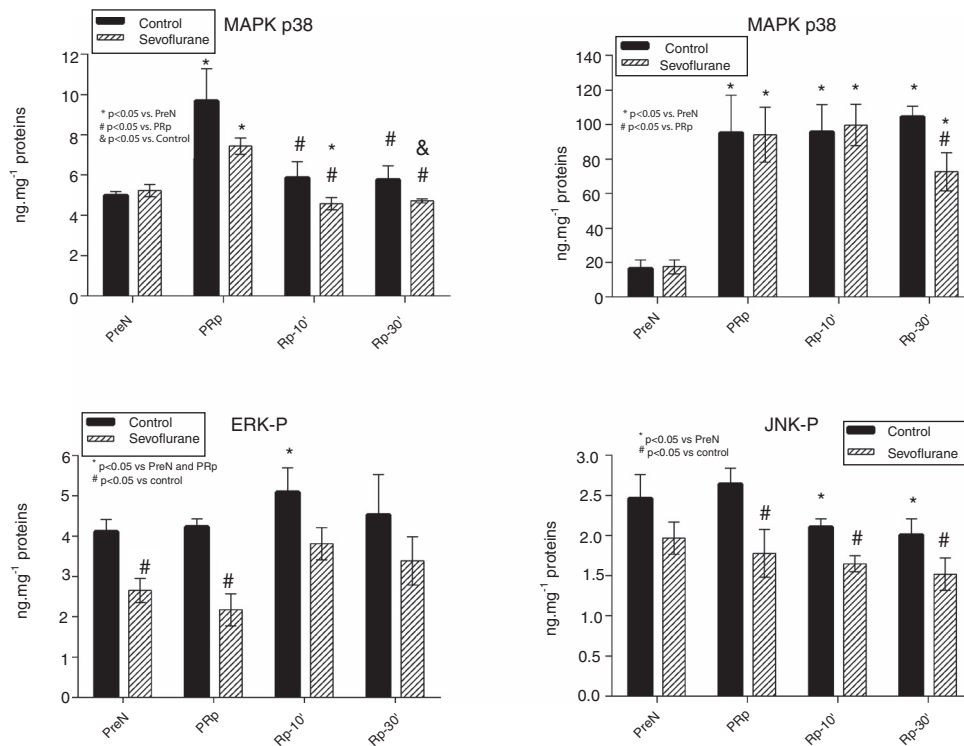 MAPK p38
Control
Sevoflurane
* p<0.05 vs. PreN
# p<0.05 vs. PRp
& p<0.05 vs. Control
ng.mg-1 proteins
12
10
8
6
4
2
0
*
*
#
*
#
#
&
#
PreN
PRp
Rp-10'
Rp-30'
MAPK p38
Control
Sevoflurane
* p<0.05 vs. PreN
# p<0.05 vs. PRp
ng.mg-1 proteins
140
120
100
80
60
40
20
0
*
*
*
*
*
*
#
PreN
PRp
Rp-10'
Rp-30'
ERK-P
Control
Sevoflurane
* p<0.05 vs PreN and PRp
# p<0.05 vs control
ng.mg-1 proteins
6
5
4
3
2
1
0
#
#
*
PreN
PRp
Rp-10'
Rp-30'
JNK-P
Control
Sevoflurane
* p<0.05 vs PreN
# p<0.05 vs control
ng.mg-1 proteins
3.0
2.5
2.0
1.5
1.0
0.5
0.0
#
*
#
*
#
PreN
PRp
Rp-10'
Rp-30'